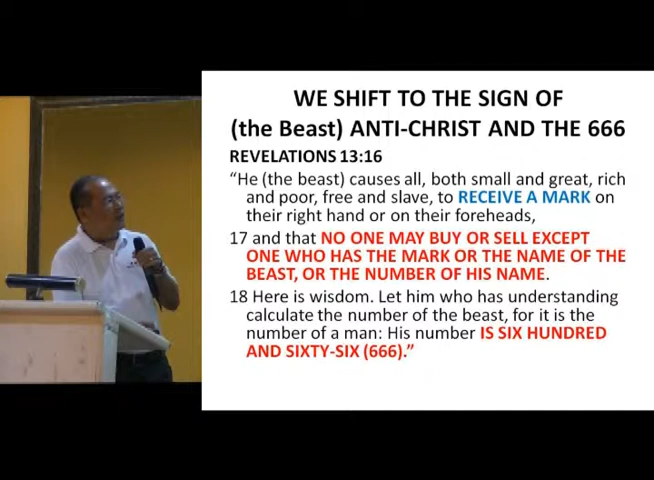 WE SHIFT TO THE SIGN OF
(the Beast) ANTI-CHRIST AND THE 666
REVELATIONS 13:16
“He (the beast) causes all, both small and great, rich
and poor, free and slave, to RECEIVE A MARK on
their right hand or on their foreheads,
17 and that NO ONE MAY BUY OR SELL EXCEPT
ONE WHO HAS THE MARK OR THE NAME OF THE
BEAST, OR THE NUMBER OF HIS NAME.
18 Here is wisdom. Let him who has understanding
calculate the number of the beast, for it is the
number of a man: His number IS SIX HUNDRED
AND SIXTY-SIX (666).”